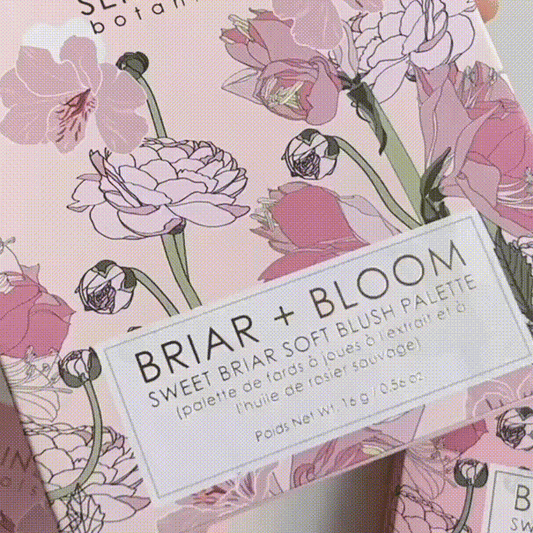 botan
BRIAR + BLOOM
SWEET BRIAR SOFT BLUSH PALETTE
(palette de fards à joues à l'extrait et à
l'huile de rosier sauvage)
Poids Net Wt. 16 g / 0.56 oz.